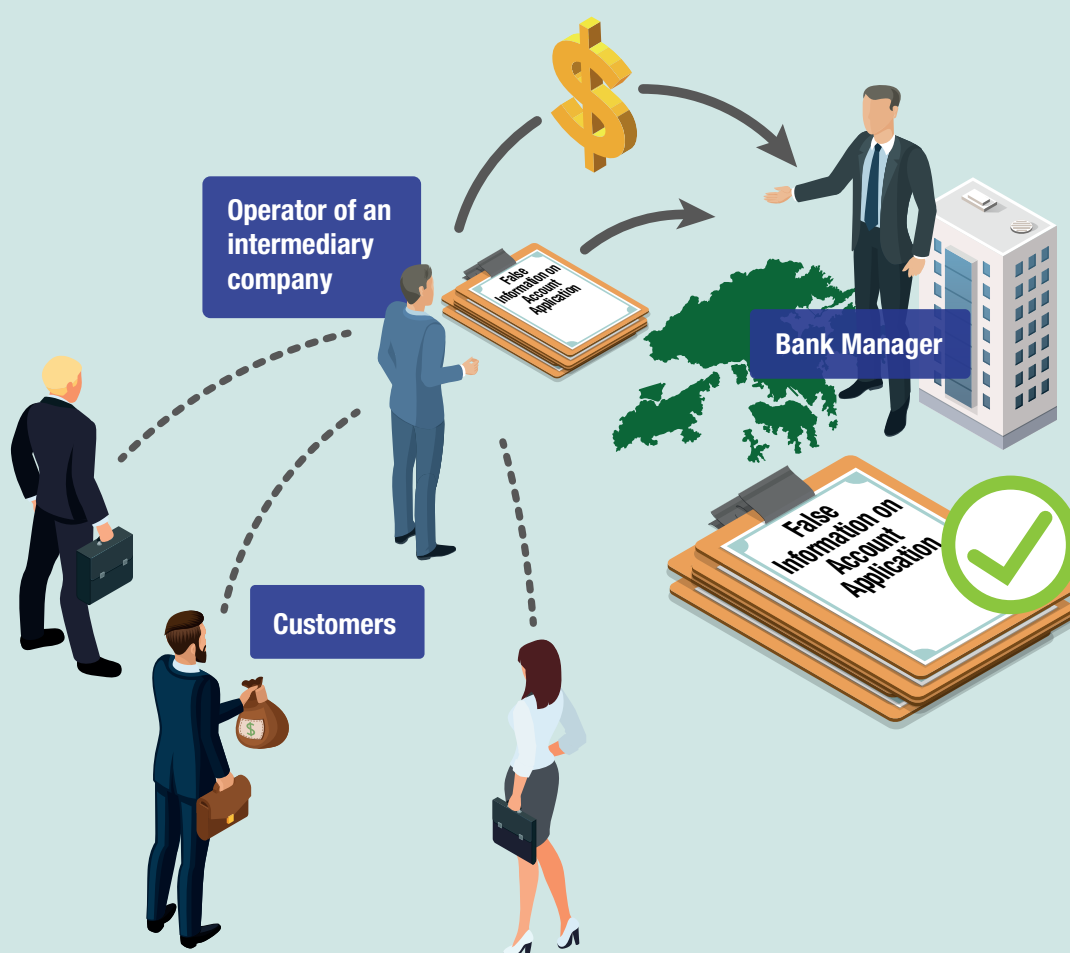 $
Operator of an
intermediary
company
False
Information on
Account
Application
Bank Manager
False
Information on
Account
Application
Customers
$